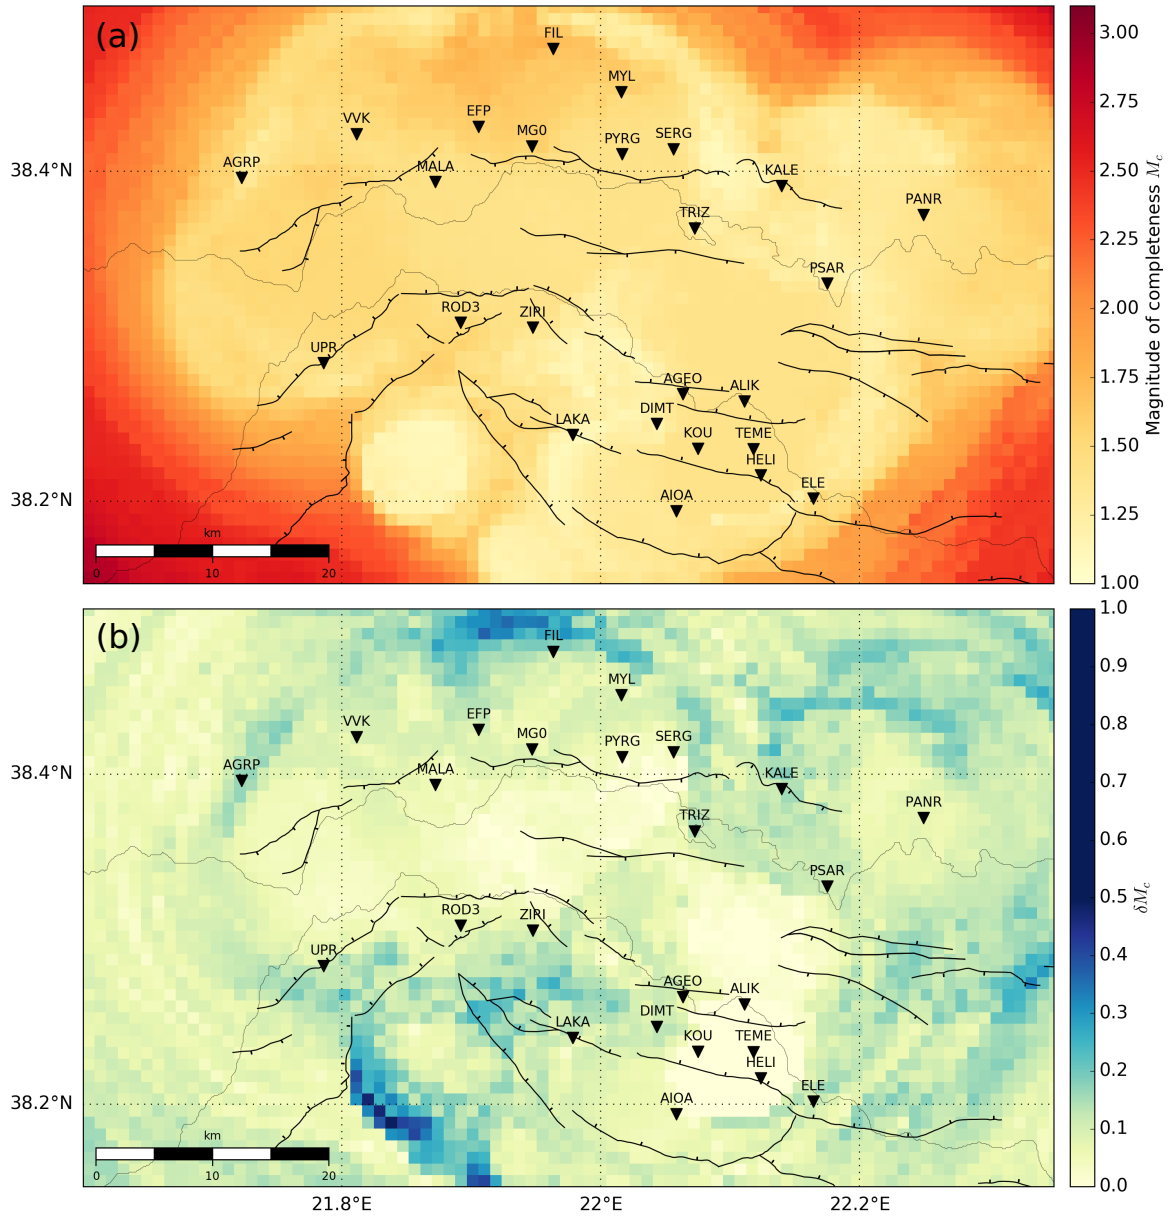 (a)
FIL
MYL
EFP
VVK
MG0
PYRG
SERG
AGRP
MALA
KALE
PANR
TRIZ
PSAR
ROD3
ZIPI
UPR
AGEO
ALIK
DIMT
LAKA
KOU
TEME
HELI
ELE
AIOA
38.4°N
38.2°N
km
0 10 20
3.00
2.75
2.50
2.25
2.00
1.75
1.50
1.25
1.00
Magnitude of completeness M_c
(b)
FIL
MYL
EFP
VVK
MG0
PYRG
SERG
AGRP
MALA
KALE
PANR
TRIZ
PSAR
ROD3
ZIPI
UPR
AGEO
ALIK
DIMT
LAKA
KOU
TEME
HELI
ELE
AIOA
38.4°N
38.2°N
km
0 10 20
21.8°E 22°E 22.2°E
1.0
0.9
0.8
0.7
0.6
0.5
0.4
0.3
0.2
0.1
0.0
δM_c